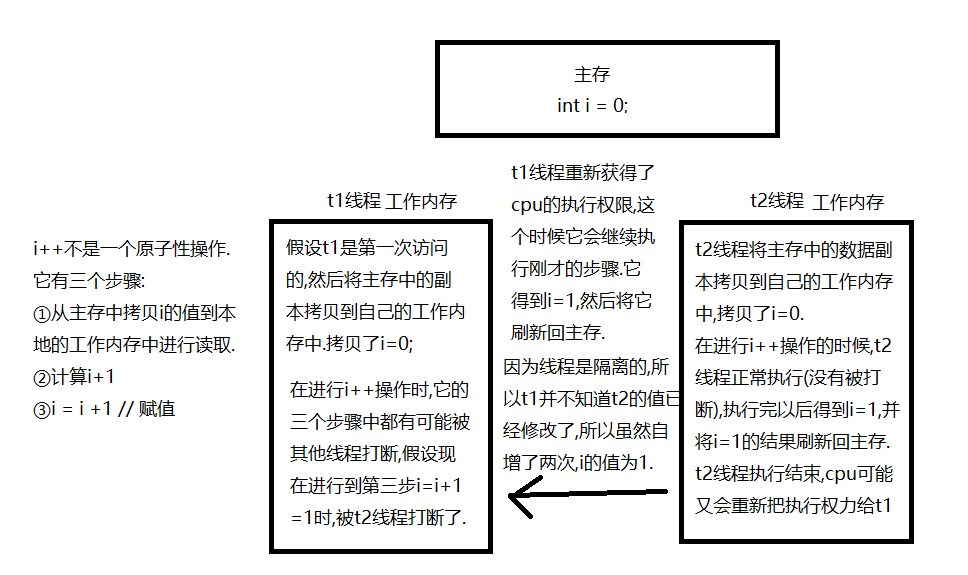 主存
int i = 0;
i++不是一个原子性操作.
它有三个步骤:
①从主存中拷贝i的值到本
地的工作内存中进行读取.
②计算i+1
③i = i +1 // 赋值
t1线程 工作内存
假设t1是第一次访问
的,然后将主存中的副
本拷贝到自己的工作内
存中.拷贝了i=0;
在进行i++操作时,它的
三个步骤中都有可能被
其他线程打断,假设现
在进行到第三步i=i+1
=1时,被t2线程打断了.
t1线程重新获得了
cpu的执行权限,这
个时候它会继续执
行刚才的步骤.它
得到i=1,然后将它
刷新回主存.
因为线程是隔离的,所
以t1并不知道t2的值已
经修改了,所以虽然自
增了两次,i的值为1.
t2线程 工作内存
t2线程将主存中的数据副
本拷贝到自己的工作内存
中,拷贝了i=0.
在进行i++操作的时候,t2
线程正常执行(没有被打
断),执行完以后得到i=1,并
将i=1的结果刷新回主存.
t2线程执行结束,cpu可能
又会重新把执行权力给t1